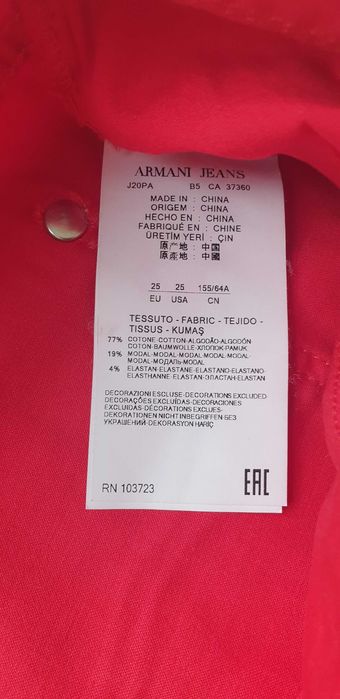 ARMANI JEANS
J20PA B5 CA 37360
MADE IN : CHINA
ORIGEM : CHINA
HECHO EN : CHINA
FABRIQUÉ EN : CHINE
ÜRETİM YERİ : ÇIN
原产地 : 中国
原産地 : 中國
25 25 155/64A
EU USA CN
TESSUTO - FABRIC - TEJIDO -
TISSUS - KUMAŞ
77% COTONE-COTTON-ALGODÃO-ALGODÓN
COTON-BAUMWOLLE-ХЛОПОК-PAMUK
19% MODAL-MODAL-MODAL-MODAL-
MODAL-МОДАЛЬ-MODAL
4% ELASTAN-ELASTANE-ELASTANO-ELASTANO-
ELASTHANNE-ELASTAN-ЭЛАСТАН-ELASTAN
DECORAZIONI ESCLUSE-DECORATIONS EXCLUDED
DECORAÇÕES EXCLUÍDAS-DECORACIONES
EXCLUIDAS-DÉCORATIONS EXCLUES-
DEKORATIONEN NICHT INBEGRIFFEN БЕЗ
УКРАШЕНИЙ-DEKORASYON HARİÇ
RN 103723 EAC